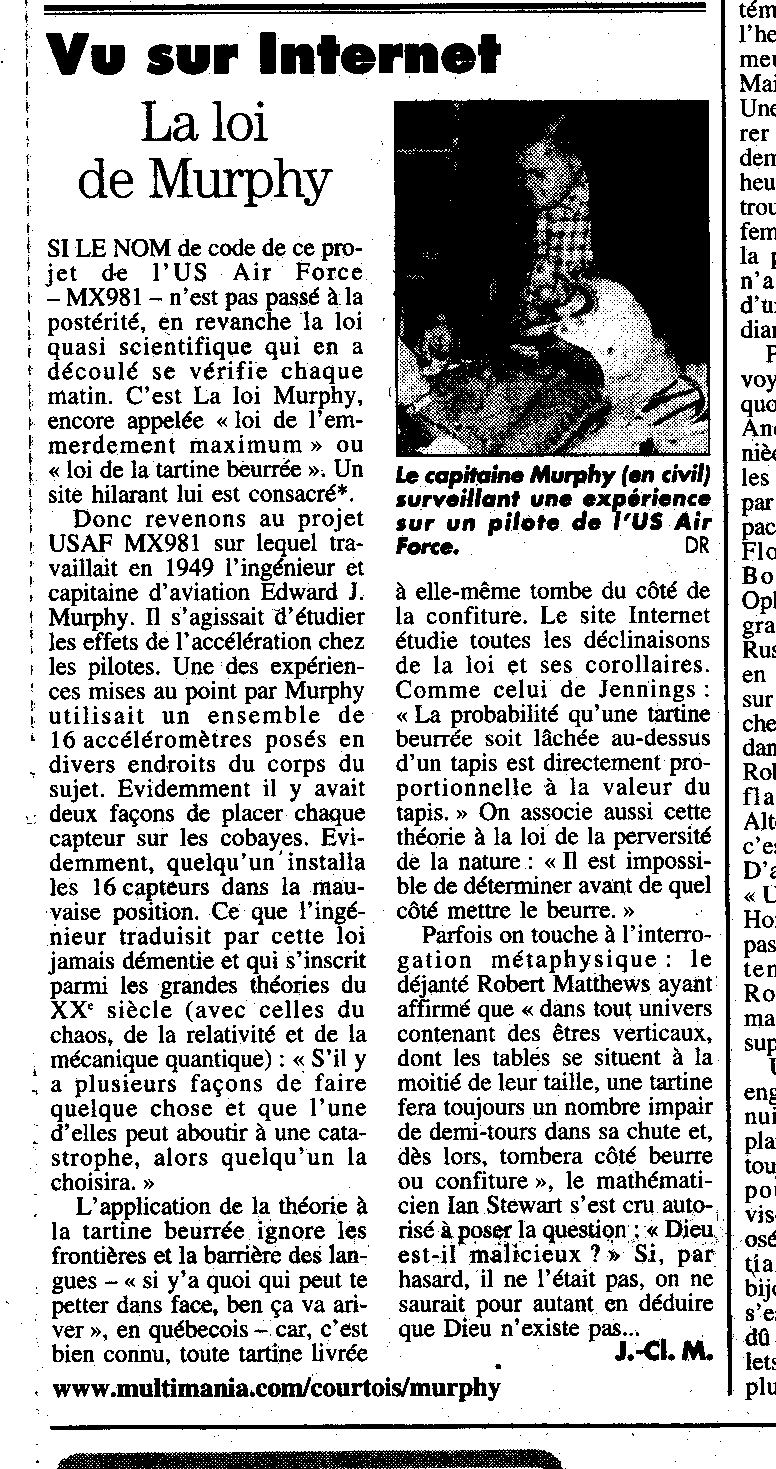 Vu sur Internet
La loi
de Murphy
SI LE NOM de code de ce pro-
jet de l'US Air Force
– MX981 – n'est pas passé à la
postérité, en revanche la loi
quasi scientifique qui en a
découlé se vérifie chaque
matin. C'est La loi Murphy,
encore appelée « loi de l'em-
merdement maximum » ou
« loi de la tartine beurrée ». Un
site hilarant lui est consacré*.
Donc revenons au projet
USAF MX981 sur lequel tra-
vaillait en 1949 l'ingénieur et
capitaine d'aviation Edward J.
Murphy. Il s'agissait d'étudier
les effets de l'accélération chez
les pilotes. Une des expérien-
ces mises au point par Murphy
utilisait un ensemble de
16 accéléromètres posés en
divers endroits du corps du
sujet. Evidemment il y avait
deux façons de placer chaque
capteur sur les cobayes. Evi-
demment, quelqu'un installa
les 16 capteurs dans la mau-
vaise position. Ce que l'ingé-
nieur traduisit par cette loi
jamais démentie et qui s'inscrit
parmi les grandes théories du
XXe siècle (avec celles du
chaos, de la relativité et de la
mécanique quantique) : « S'il y
a plusieurs façons de faire
quelque chose et que l'une
d'elles peut aboutir à une cata-
strophe, alors quelqu'un la
choisira. »
L'application de la théorie à
la tartine beurrée ignore les
frontières et la barrière des lan-
gues – « si y'a quoi qui peut te
petter dans face, ben ça va ari-
ver », en québecois – car, c'est
bien connu, toute tartine livrée
Le capitaine Murphy (en civil)
surveillant une expérience
sur un pilote de l'US Air
Force. DR
à elle-même tombe du côté de
la confiture. Le site Internet
étudie toutes les déclinaisons
de la loi et ses corollaires.
Comme celui de Jennings :
« La probabilité qu'une tartine
beurrée soit lâchée au-dessus
d'un tapis est directement pro-
portionnelle à la valeur du
tapis. » On associe aussi cette
théorie à la loi de la perversité
de la nature : « Il est impossi-
ble de déterminer avant de quel
côté mettre le beurre. »
Parfois on touche à l'interro-
gation métaphysique : le
déjanté Robert Matthews ayant
affirmé que « dans tout univers
contenant des êtres verticaux,
dont les tables se situent à la
moitié de leur taille, une tartine
fera toujours un nombre impair
de demi-tours dans sa chute et,
dès lors, tombera côté beurre
ou confiture », le mathémati-
cien Ian Stewart s'est cru auto-
risé à poser la question : « Dieu
est-il malicieux ? » Si, par
hasard, il ne l'était pas, on ne
saurait pour autant en déduire
que Dieu n'existe pas...
J.-Cl. M.
www.multimania.com/courtois/murphy